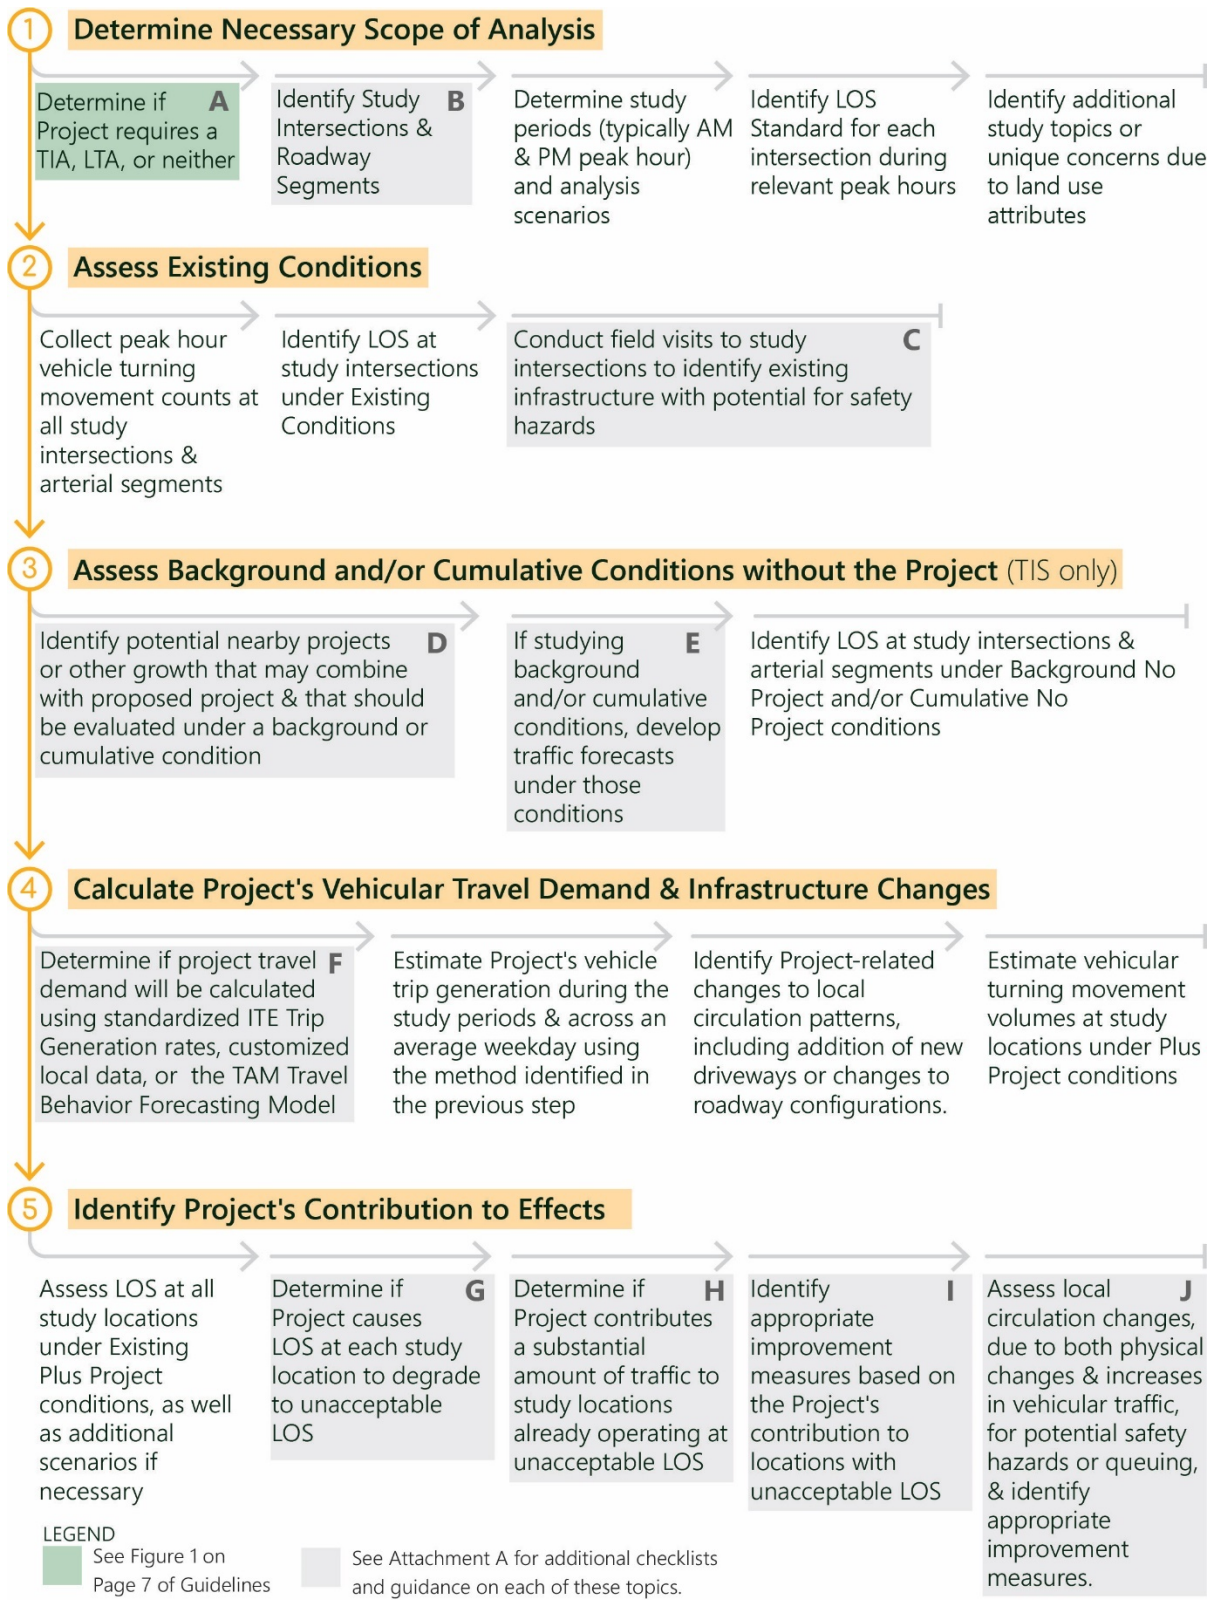 1 Determine Necessary Scope of Analysis
Determine if A
Project requires a
TIA, LTA, or neither
Identify Study B
Intersections &
Roadway
Segments
Determine study
periods (typically AM
& PM peak hour)
and analysis
scenarios
Identify LOS
Standard for each
intersection during
relevant peak hours
Identify additional
study topics or
unique concerns due
to land use
attributes
2 Assess Existing Conditions
Collect peak hour
vehicle turning
movement counts at
all study
intersections &
arterial segments
Identify LOS at
study intersections
under Existing
Conditions
Conduct field visits to study C
intersections to identify existing
infrastructure with potential for safety
hazards
3 Assess Background and/or Cumulative Conditions without the Project (TIS only)
Identify potential nearby projects D
or other growth that may combine
with proposed project & that should
be evaluated under a background or
cumulative condition
If studying E
background
and/or cumulative
conditions, develop
traffic forecasts
under those
conditions
Identify LOS at study intersections &
arterial segments under Background No
Project and/or Cumulative No
Project conditions
4 Calculate Project's Vehicular Travel Demand & Infrastructure Changes
Determine if project travel F
demand will be calculated
using standardized ITE Trip
Generation rates, customized
local data, or the TAM Travel
Behavior Forecasting Model
Estimate Project's vehicle
trip generation during the
study periods & across an
average weekday using
the method identified in
the previous step
Identify Project-related
changes to local
circulation patterns,
including addition of new
driveways or changes to
roadway configurations.
Estimate vehicular
turning movement
volumes at study
locations under Plus
Project conditions
5 Identify Project's Contribution to Effects
Assess LOS at all
study locations
under Existing
Plus Project
conditions, as well
as additional
scenarios if
necessary
Determine if G
Project causes
LOS at each study
location to degrade
to unacceptable
LOS
Determine if H
Project contributes
a substantial
amount of traffic to
study locations
already operating at
unacceptable LOS
Identify I
appropriate
improvement
measures based on
the Project's
contribution to
locations with
unacceptable LOS
Assess local J
circulation changes,
due to both physical
changes & increases
in vehicular traffic,
for potential safety
hazards or queuing,
& identify
appropriate
improvement
measures.
LEGEND
See Figure 1 on
Page 7 of Guidelines
See Attachment A for additional checklists
and guidance on each of these topics.